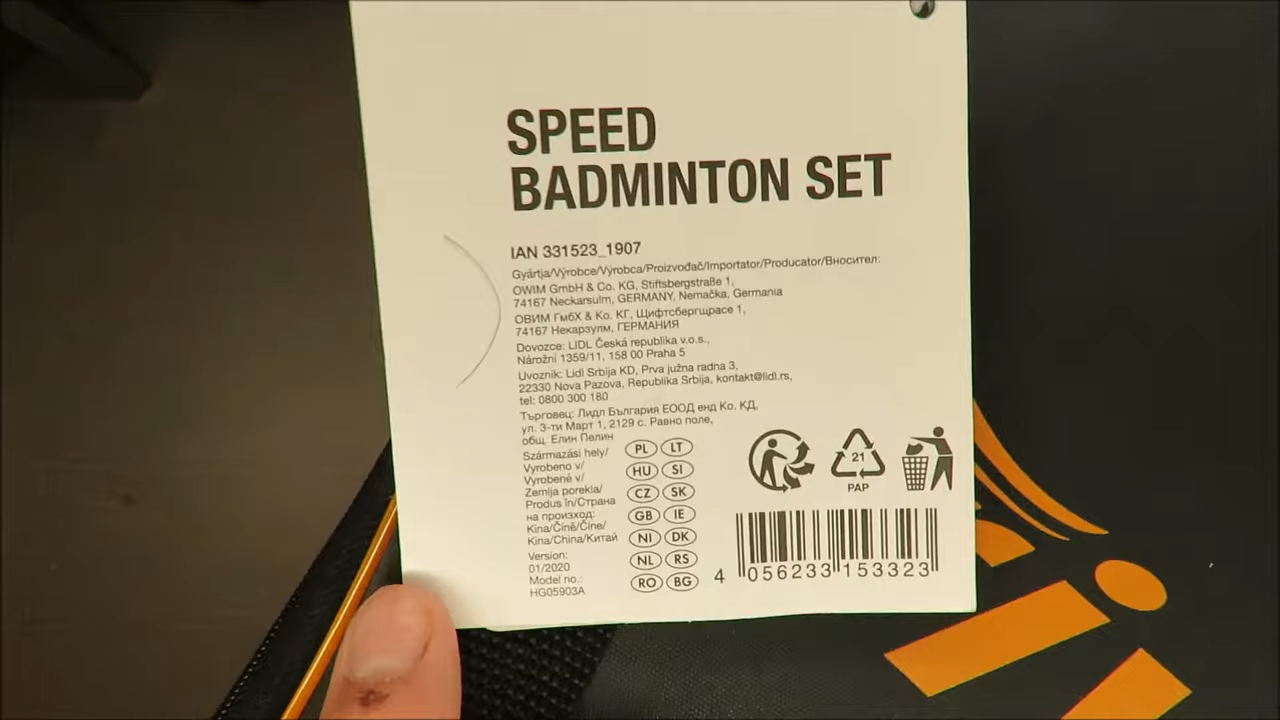 SPEED
BADMINTON SET
IAN 331523_1907
Gyártja/Výrobce/Výrobca/Proizvođač/Importator/Producator/Вносител:
OWIM GmbH & Co. KG, Stiftsbergstraße 1,
74167 Neckarsulm, GERMANY, Nemačka, Germania
ОВИМ ГмбХ & Ко. КГ, Щифтсбергщрасе 1,
74167 Некарзулм, ГЕРМАНИЯ
Dovozce: LIDL Česká republika v.o.s.,
Nárožní 1359/11, 158 00 Praha 5
Uvoznik: Lidl Srbija KD, Prva južna radna 3,
22330 Nova Pazova, Republika Srbija, kontakt@lidl.rs,
tel: 0800 300 180
Търговец: Лидл България ЕООД енд Ко. КД,
ул. 3-ти Март 1, 2129 с. Равно поле,
общ. Елин Пелин
Származási hely/
Vyrobeno v/
Vyrobené v/
Zemlja porekla/
Produs în/Страна
на произход:
Kína/Čína/Čine/
Kina/China/Китай
Version:
01/2020
Model no.:
HG05903A
PL LT
HU SI
CZ SK
GB IE
NI DK
NL RS
RO BG
21
PAP
4 056233 153323